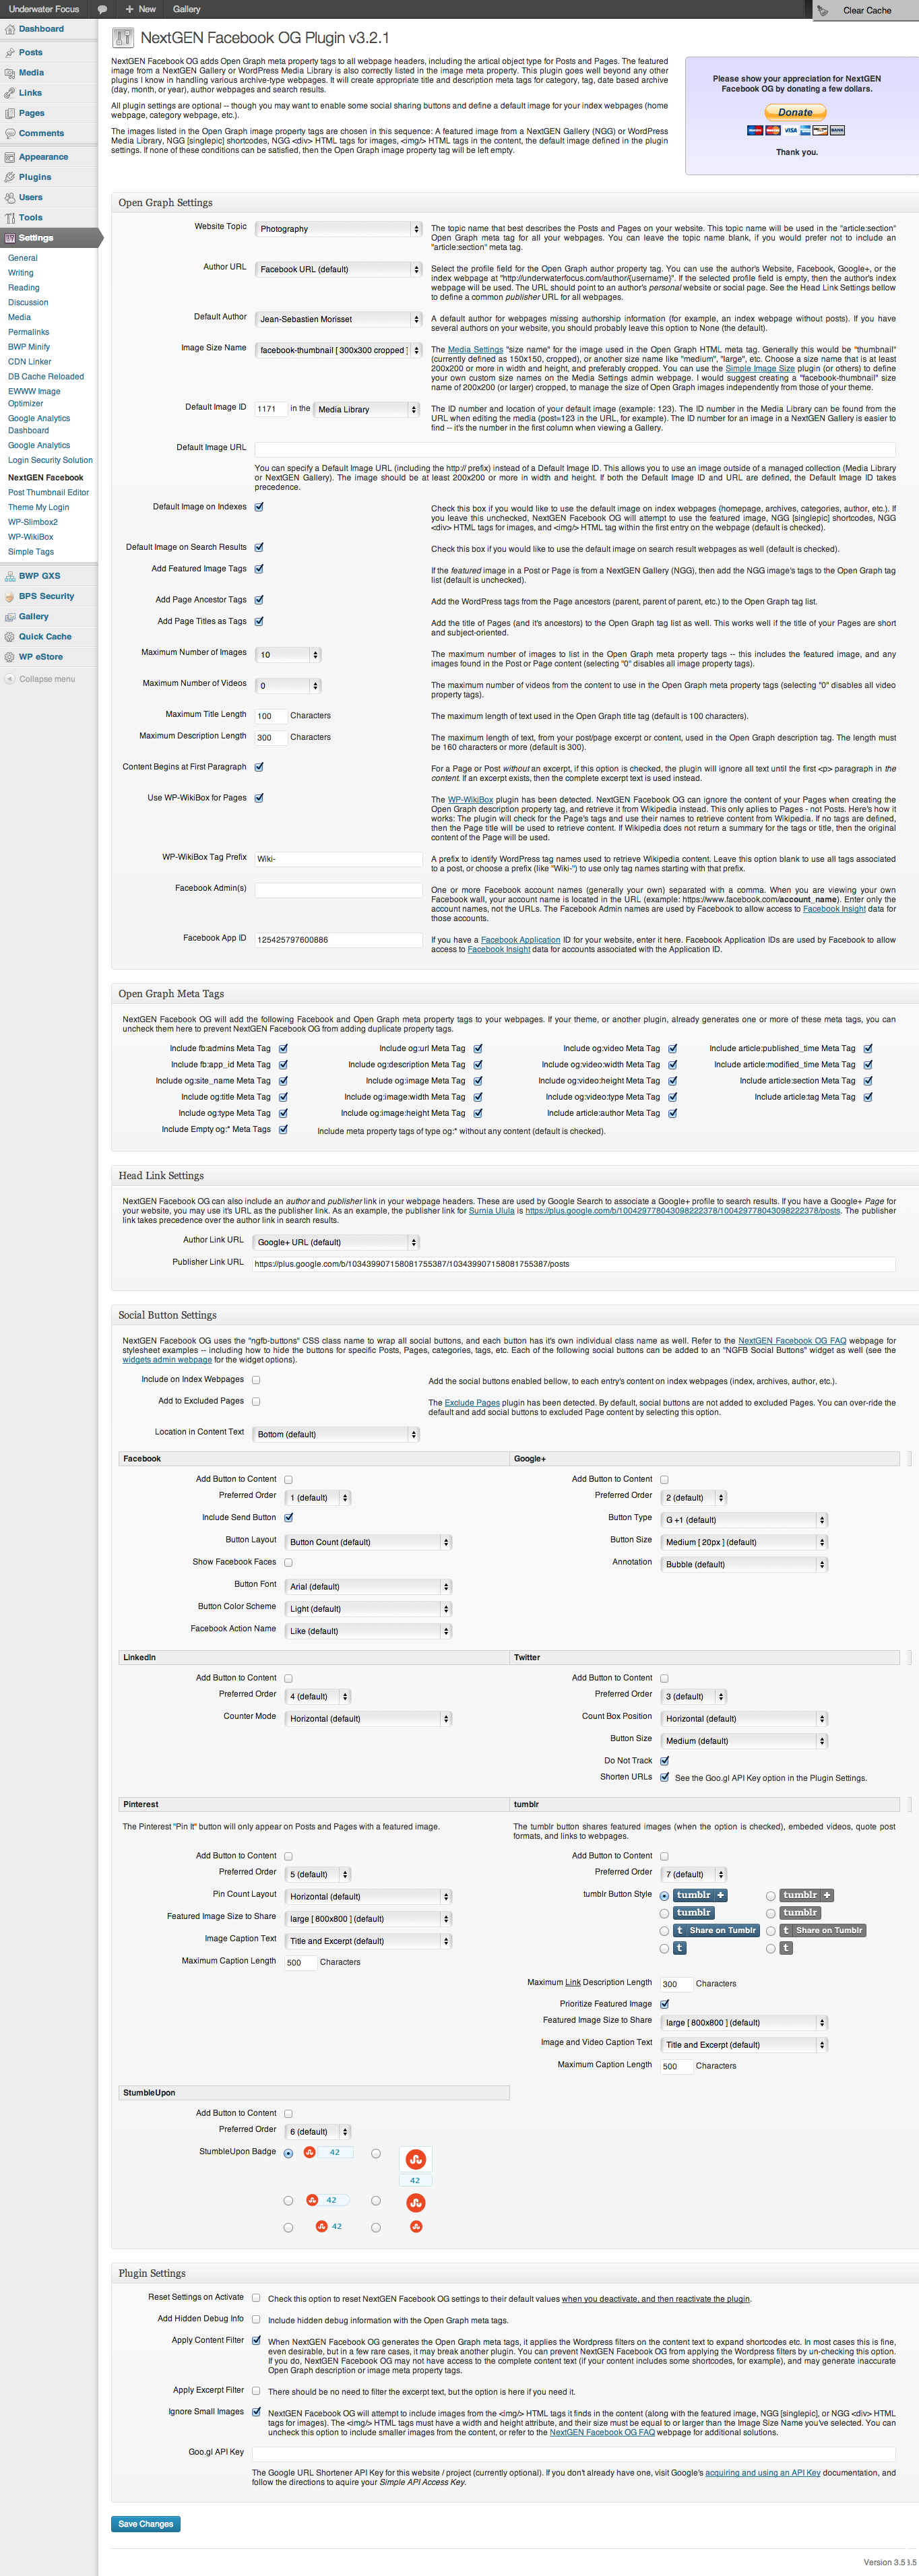 Underwater Focus
+ New
Gallery
Clear Cache
Dashboard
Posts
Media
Links
Pages
Comments
Appearance
Plugins
Users
Tools
Settings
General
Writing
Reading
Discussion
Media
Permalinks
BWP Minify
CDN Linker
DB Cache Reloaded
EWWW Image
Optimizer
Google Analytics
Dashboard
Google Analytics
Login Security Solution
NextGEN Facebook
Post Thumbnail Editor
Theme My Login
WP-Slimbox2
WP-WikiBox
Simple Tags
BWP GXS
BPS Security
Gallery
Quick Cache
WP eStore
Collapse menu
NextGEN Facebook OG Plugin v3.2.1
NextGEN Facebook OG adds Open Graph meta property tags to all webpage headers, including the artical object type for Posts and Pages. The featured
image from a NextGEN Gallery or WordPress Media Library is also correctly listed in the image meta property. This plugin goes well beyond any other
plugins I know in handling various archive-type webpages. It will create appropriate title and description meta tags for category, tag, date based archive
(day, month, or year), author webpages and search results.
All plugin settings are optional -- though you may want to enable some social sharing buttons and define a default image for your index webpages (home
webpage, category webpage, etc.).
The images listed in the Open Graph image property tags are chosen in this sequence: A featured image from a NextGEN Gallery (NGG) or WordPress
Media Library, NGG [singlepic] shortcodes, NGG <div> HTML tags for images, <img/> HTML tags in the content, the default image defined in the plugin
settings. If none of these conditions can be satisfied, then the Open Graph image property tag will be left empty.
Please show your appreciation for NextGEN
Facebook OG by donating a few dollars.
Donate
VISA
Thank you.
Open Graph Settings
Website Topic Photography The topic name that best describes the Posts and Pages on your website. This topic name will be used in the "article:section"
Open Graph meta tag for all your webpages. You can leave the topic name blank, if you would prefer not to include an
"article:section" meta tag.
Author URL Facebook URL (default) Select the profile field for the Open Graph author property tag. You can use the author's Website, Facebook, Google+, or the
index webpage at "http://underwaterfocus.com/author/{username}". If the selected profile field is empty, then the author's index
webpage will be used. The URL should point to an author's personal website or social page. See the Head Link Settings bellow
to define a common publisher URL for all webpages.
Default Author Jean-Sebastien Morisset A default author for webpages missing authorship information (for example, an index webpage without posts). If you have
several authors on your website, you should probably leave this option to None (the default).
Image Size Name facebook-thumbnail [ 300x300 cropped ] The Media Settings "size name" for the image used in the Open Graph HTML meta tag. Generally this would be "thumbnail"
(currently defined as 150x150, cropped), or another size name like "medium", "large", etc. Choose a size name that is at least
200x200 or more in width and height, and preferably cropped. You can use the Simple Image Size plugin (or others) to define
your own custom size names on the Media Settings admin webpage. I would suggest creating a "facebook-thumbnail" size
name of 200x200 (or larger) cropped, to manage the size of Open Graph images independently from those of your theme.
Default Image ID 1171 in the Media Library The ID number and location of your default image (example: 123). The ID number in the Media Library can be found from the
URL when editing the media (post=123 in the URL, for example). The ID number for an image in a NextGEN Gallery is easier to
find -- it's the number in the first column when viewing a Gallery.
Default Image URL
You can specify a Default Image URL (including the http:// prefix) instead of a Default Image ID. This allows you to use an image outside of a managed collection (Media Library
or NextGEN Gallery). The image should be at least 200x200 or more in width and height. If both the Default Image ID and URL are defined, the Default Image ID takes
precedence.
Default Image on Indexes Check this box if you would like to use the default image on index webpages (homepage, archives, categories, author, etc.). If
you leave this unchecked, NextGEN Facebook OG will attempt to use the featured image, NGG [singlepic] shortcodes, NGG
<div> HTML tags for images, and <img/> HTML tag within the first entry on the webpage (default is checked).
Default Image on Search Results Check this box if you would like to use the default image on search result webpages as well (default is checked).
Add Featured Image Tags If the featured image in a Post or Page is from a NextGEN Gallery (NGG), then add the NGG image's tags to the Open Graph tag
list (default is unchecked).
Add Page Ancestor Tags Add the WordPress tags from the Page ancestors (parent, parent of parent, etc.) to the Open Graph tag list.
Add Page Titles as Tags Add the title of Pages (and it's ancestors) to the Open Graph tag list as well. This works well if the title of your Pages are short
and subject-oriented.
Maximum Number of Images 10 The maximum number of images to list in the Open Graph meta property tags -- this includes the featured image, and any
images found in the Post or Page content (selecting "0" disables all image property tags).
Maximum Number of Videos 0 The maximum number of videos from the content to use in the Open Graph meta property tags (selecting "0" disables all video
property tags).
Maximum Title Length 100 Characters The maximum length of text used in the Open Graph title tag (default is 100 characters).
Maximum Description Length 300 Characters The maximum length of text, from your post/page excerpt or content, used in the Open Graph description tag. The length must
be 160 characters or more (default is 300).
Content Begins at First Paragraph For a Page or Post without an excerpt, if this option is checked, the plugin will ignore all text until the first <p> paragraph in the
content. If an excerpt exists, then the complete excerpt text is used instead.
Use WP-WikiBox for Pages The WP-WikiBox plugin has been detected. NextGEN Facebook OG can ignore the content of your Pages when creating the
Open Graph description property tag, and retrieve it from Wikipedia instead. This only aplies to Pages - not Posts. Here's how it
works: The plugin will check for the Page's tags and use their names to retrieve content from Wikipedia. If no tags are defined,
then the Page title will be used to retrieve content. If Wikipedia does not return a summary for the tags or title, then the original
content of the Page will be used.
WP-WikiBox Tag Prefix Wiki- A prefix to identify WordPress tag names used to retrieve Wikipedia content. Leave this option blank to use all tags associated
to a post, or choose a prefix (like "Wiki-") to use only tag names starting with that prefix.
Facebook Admin(s) One or more Facebook account names (generally your own) separated with a comma. When you are viewing your own
Facebook wall, your account name is located in the URL (example: https://www.facebook.com/account_name). Enter only the
account names, not the URLs. The Facebook Admin names are used by Facebook to allow access to Facebook Insight data for
those accounts.
Facebook App ID 125425797600886 If you have a Facebook Application ID for your website, enter it here. Facebook Application IDs are used by Facebook to allow
access to Facebook Insight data for accounts associated with the Application ID.
Open Graph Meta Tags
NextGEN Facebook OG will add the following Facebook and Open Graph meta property tags to your webpages. If your theme, or another plugin, already generates one or more of these meta tags, you can
uncheck them here to prevent NextGEN Facebook OG from adding duplicate property tags.
Include fb:admins Meta Tag Include og:url Meta Tag Include og:video Meta Tag Include article:published_time Meta Tag
Include fb:app_id Meta Tag Include og:description Meta Tag Include og:video:width Meta Tag Include article:modified_time Meta Tag
Include og:site_name Meta Tag Include og:image Meta Tag Include og:video:height Meta Tag Include article:section Meta Tag
Include og:title Meta Tag Include og:image:width Meta Tag Include og:video:type Meta Tag Include article:tag Meta Tag
Include og:type Meta Tag Include og:image:height Meta Tag Include article:author Meta Tag
Include Empty og:* Meta Tags Include meta property tags of type og:* without any content (default is checked).
Head Link Settings
NextGEN Facebook OG can also include an author and publisher link in your webpage headers. These are used by Google Search to associate a Google+ profile to search results. If you have a Google+ Page for
your website, you may use it's URL as the publisher link. As an example, the publisher link for Surnia Ulula is https://plus.google.com/b/100429778043098222378/100429778043098222378/posts. The publisher
link takes precedence over the author link in search results.
Author Link URL Google+ URL (default)
Publisher Link URL https://plus.google.com/b/103439907158081755387/103439907158081755387/posts
Social Button Settings
NextGEN Facebook OG uses the "ngfb-buttons" CSS class name to wrap all social buttons, and each button has it's own individual class name as well. Refer to the NextGEN Facebook OG FAQ webpage for
stylesheet examples -- including how to hide the buttons for specific Posts, Pages, categories, tags, etc. Each of the following social buttons can be added to an "NGFB Social Buttons" widget as well (see the
widgets admin webpage for the widget options).
Include on Index Webpages Add the social buttons enabled bellow, to each entry's content on index webpages (index, archives, author, etc.).
Add to Excluded Pages The Exclude Pages plugin has been detected. By default, social buttons are not added to excluded Pages. You can over-ride the
default and add social buttons to excluded Page content by selecting this option.
Location in Content Text Bottom (default)
Facebook Google+
Add Button to Content Add Button to Content
Preferred Order 1 (default) Preferred Order 2 (default)
Include Send Button Button Type G +1 (default)
Button Layout Button Count (default) Button Size Medium [ 20px ] (default)
Show Facebook Faces Annotation Bubble (default)
Button Font Arial (default)
Button Color Scheme Light (default)
Facebook Action Name Like (default)
LinkedIn Twitter
Add Button to Content Add Button to Content
Preferred Order 4 (default) Preferred Order 3 (default)
Counter Mode Horizontal (default) Count Box Position Horizontal (default)
Button Size Medium (default)
Do Not Track
Shorten URLs See the Goo.gl API Key option in the Plugin Settings.
Pinterest tumblr
The Pinterest "Pin It" button will only appear on Posts and Pages with a featured image. The tumblr button shares featured images (when the option is checked), embeded videos, quote post
formats, and links to webpages.
Add Button to Content Add Button to Content
Preferred Order 5 (default) Preferred Order 7 (default)
Pin Count Layout Horizontal (default) tumblr Button Style tumblr + tumblr +
Featured Image Size to Share large [ 800x800 ] (default) tumblr tumblr
Image Caption Text Title and Excerpt (default) t Share on Tumblr t Share on Tumblr
Maximum Caption Length 500 Characters t t
Maximum Link Description Length 300 Characters
Prioritize Featured Image
Featured Image Size to Share large [ 800x800 ] (default)
Image and Video Caption Text Title and Excerpt (default)
Maximum Caption Length 500 Characters
StumbleUpon
Add Button to Content
Preferred Order 6 (default)
StumbleUpon Badge 42
42
42
42
Plugin Settings
Reset Settings on Activate Check this option to reset NextGEN Facebook OG settings to their default values when you deactivate, and then reactivate the plugin.
Add Hidden Debug Info Include hidden debug information with the Open Graph meta tags.
Apply Content Filter When NextGEN Facebook OG generates the Open Graph meta tags, it applies the Wordpress filters on the content text to expand shortcodes etc. In most cases this is fine,
even desirable, but in a few rare cases, it may break another plugin. You can prevent NextGEN Facebook OG from applying the Wordpress filters by un-checking this option.
If you do, NextGEN Facebook OG may not have access to the complete content text (if your content includes some shortcodes, for example), and may generate inaccurate
Open Graph description or image meta property tags.
Apply Excerpt Filter There should be no need to filter the excerpt text, but the option is here if you need it.
Ignore Small Images NextGEN Facebook OG will attempt to include images from the <img/> HTML tags it finds in the content (along with the featured image, NGG [singlepic], or NGG <div> HTML
tags for images). The <img/> HTML tags must have a width and height attribute, and their size must be equal to or larger than the Image Size Name you've selected. You can
uncheck this option to include smaller images from the content, or refer to the NextGEN Facebook OG FAQ webpage for additional solutions.
Goo.gl API Key
The Google URL Shortener API Key for this website / project (currently optional). If you don't already have one, visit Google's acquiring and using an API Key documentation, and
follow the directions to aquire your Simple API Access Key.
Save Changes
Version